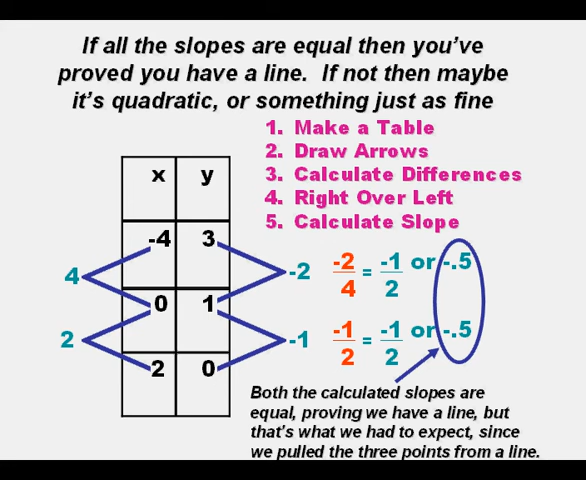 If all the slopes are equal then you've
proved you have a line. If not then maybe
it's quadratic, or something just as fine
1. Make a Table
2. Draw Arrows
3. Calculate Differences
4. Right Over Left
5. Calculate Slope
x y
-4 3
4 -2 -2/4 = -1/2 or -.5
0 1
2 -1 -1/2 = -1/2 or -.5
2 0
Both the calculated slopes are
equal, proving we have a line, but
that's what we had to expect, since
we pulled the three points from a line.